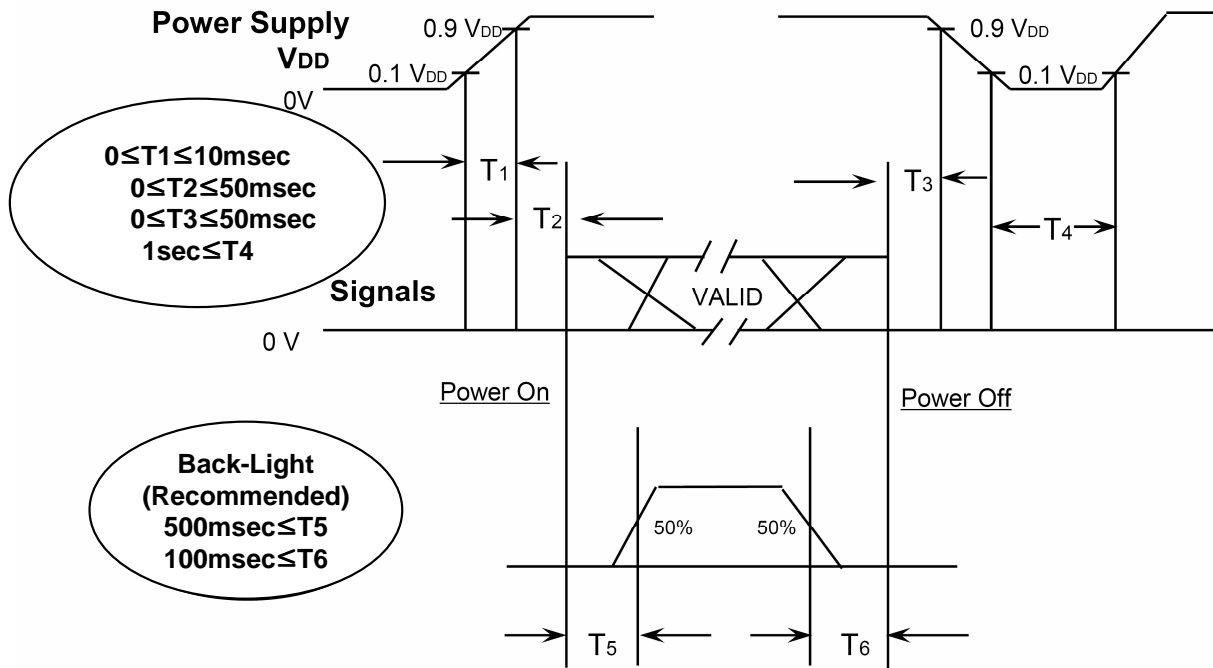 Power Supply
VDD
0.9 VDD
0.1 VDD
0V
0.9 VDD
0.1 VDD
0≤T1≤10msec
0≤T2≤50msec
0≤T3≤50msec
1sec≤T4
T1
T2
T3
T4
Signals
VALID
0 V
Power On
Power Off
Back-Light
(Recommended)
500msec≤T5
100msec≤T6
50%
50%
T5
T6